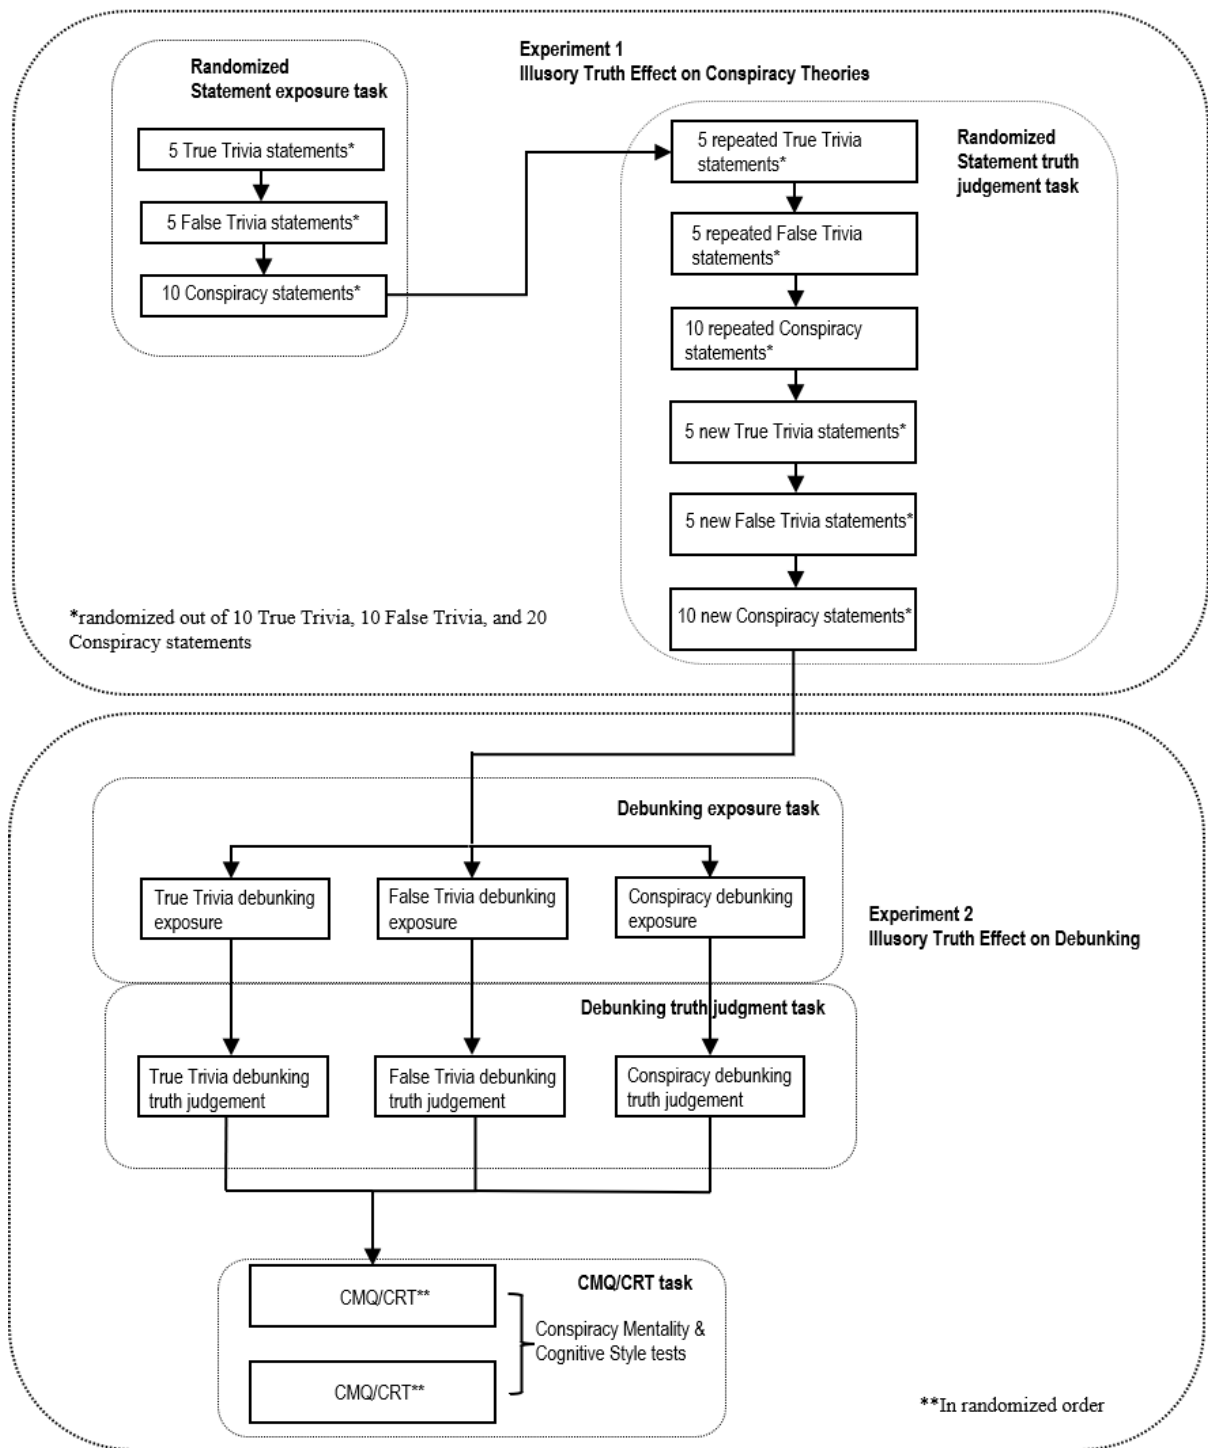 Experiment 1
Illusory Truth Effect on Conspiracy Theories
Randomized
Statement exposure task
5 True Trivia statements*
5 False Trivia statements*
10 Conspiracy statements*
Randomized
Statement truth
judgement task
5 repeated True Trivia
statements*
5 repeated False Trivia
statements*
10 repeated Conspiracy
statements*
5 new True Trivia statements*
5 new False Trivia statements*
10 new Conspiracy statements*
*randomized out of 10 True Trivia, 10 False Trivia, and 20
Conspiracy statements
Debunking exposure task
True Trivia debunking
exposure
False Trivia debunking
exposure
Conspiracy debunking
exposure
Experiment 2
Illusory Truth Effect on Debunking
Debunking truth judgment task
True Trivia debunking
truth judgement
False Trivia debunking
truth judgement
Conspiracy debunking
truth judgement
CMQ/CRT task
CMQ/CRT**
CMQ/CRT**
Conspiracy Mentality &
Cognitive Style tests
**In randomized order